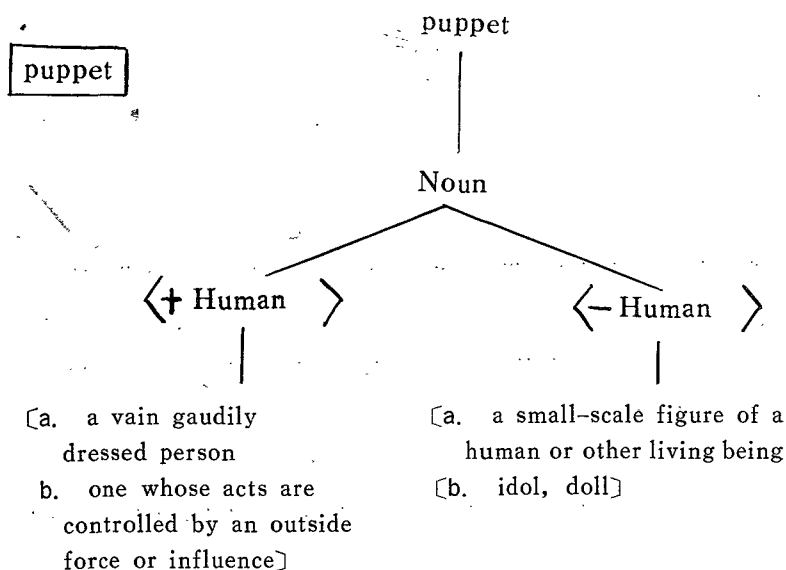 puppet
puppet
Noun
<+ Human >
<- Human >
[a. a vain gaudily
dressed person
b. one whose acts are
controlled by an outside
force or influence]
[a. a small-scale figure of a
human or other living being
[b. idol, doll]